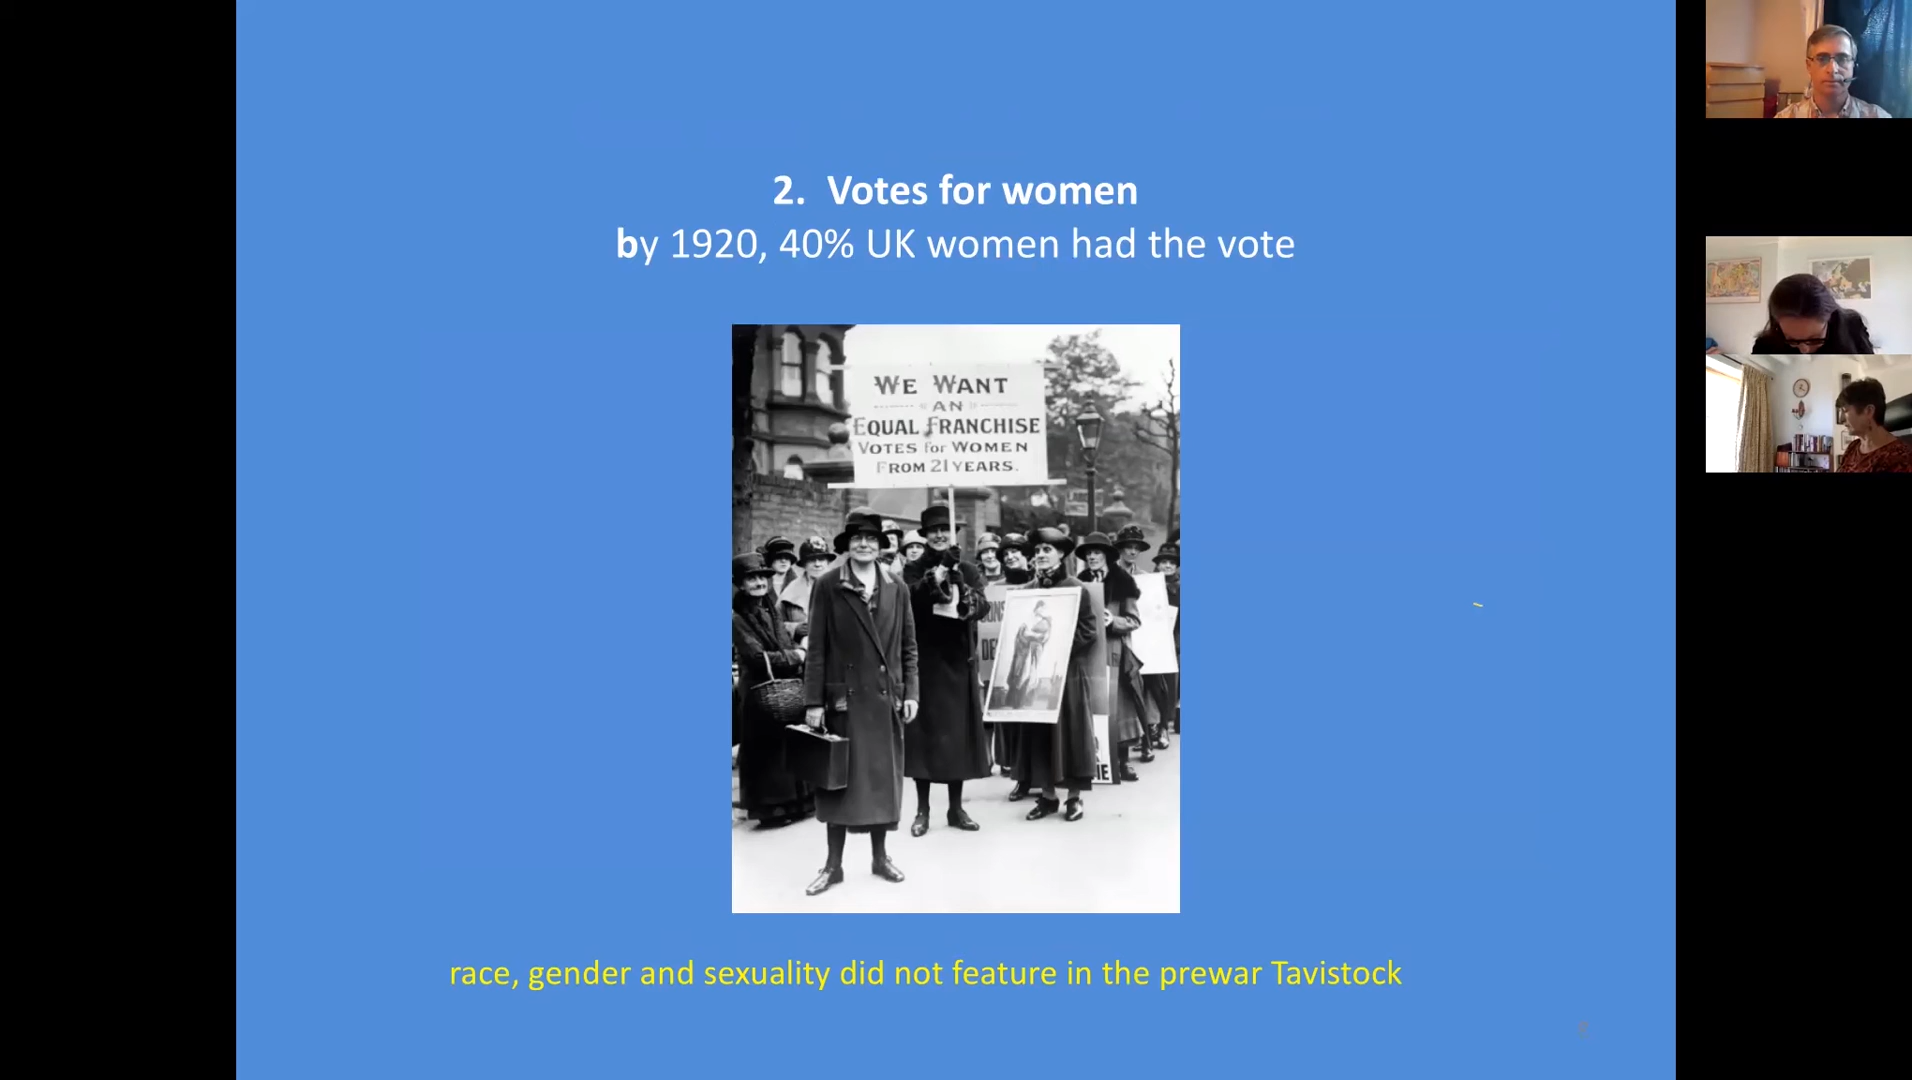 2. Votes for women
by 1920, 40% UK women had the vote
WE WANT
AN
EQUAL FRANCHISE
VOTES for WOMEN
FROM 21 YEARS.
race, gender and sexuality did not feature in the prewar Tavistock